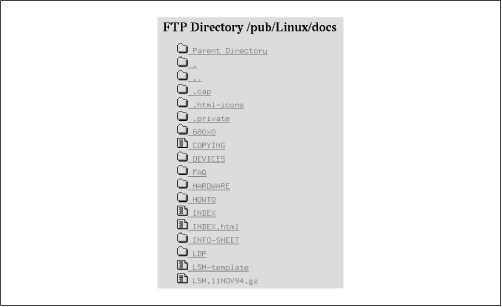 FTP Directory /pub/Linux/docs
Parent Directory
.
..
.cap
.html-icons
.private
680x0
COPYING
DEVICES
FAQ
HARDWARE
HOWTO
INDEX
INDEX.html
INFO-SHEET
LDP
LSM-template
LSM.11NOV94.gz